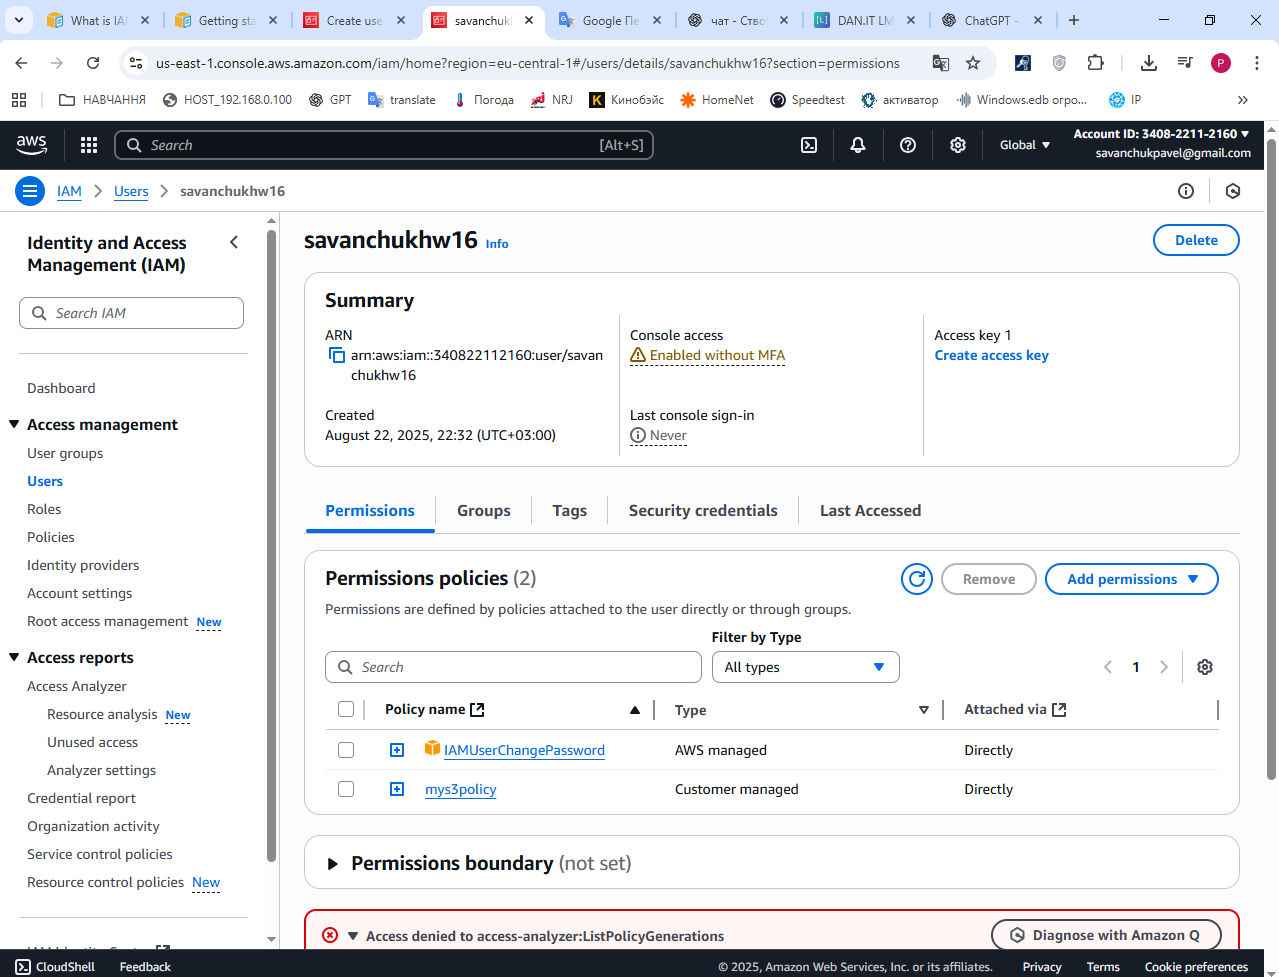 What is IAM
Getting sta
Create use
savanchukh
Google Пе
чат - Ство
DAN.IT LM
ChatGPT -
us-east-1.console.aws.amazon.com/iam/home?region=eu-central-1#/users/details/savanchukhw16?section=permissions
P
НАВЧАННЯ
HOST_192.168.0.100
GPT
translate
Погода
NRJ
Кинобэйс
HomeNet
Speedtest
активатор
Windows.edb огро...
IP
aws
Search
[Alt+S]
Global
Account ID: 3408-2211-2160
savanchukpavel@gmail.com
IAM
Users
savanchukhw16
Identity and Access
Management (IAM)
Search IAM
Dashboard
Access management
User groups
Users
Roles
Policies
Identity providers
Account settings
Root access management New
Access reports
Access Analyzer
Resource analysis New
Unused access
Analyzer settings
Credential report
Organization activity
Service control policies
Resource control policies New
savanchukhw16 Info
Delete
Summary
ARN
arn:aws:iam::340822112160:user/savan
chukhw16
Created
August 22, 2025, 22:32 (UTC+03:00)
Console access
Enabled without MFA
Last console sign-in
Never
Access key 1
Create access key
Permissions
Groups
Tags
Security credentials
Last Accessed
Permissions policies (2)
Remove
Add permissions
Permissions are defined by policies attached to the user directly or through groups.
Filter by Type
Search
All types
1
Policy name
Type
Attached via
IAMUserChangePassword
AWS managed
Directly
mys3policy
Customer managed
Directly
Permissions boundary (not set)
Access denied to access-analyzer:ListPolicyGenerations
Diagnose with Amazon Q
CloudShell
Feedback
© 2025, Amazon Web Services, Inc. or its affiliates.
Privacy
Terms
Cookie preferences